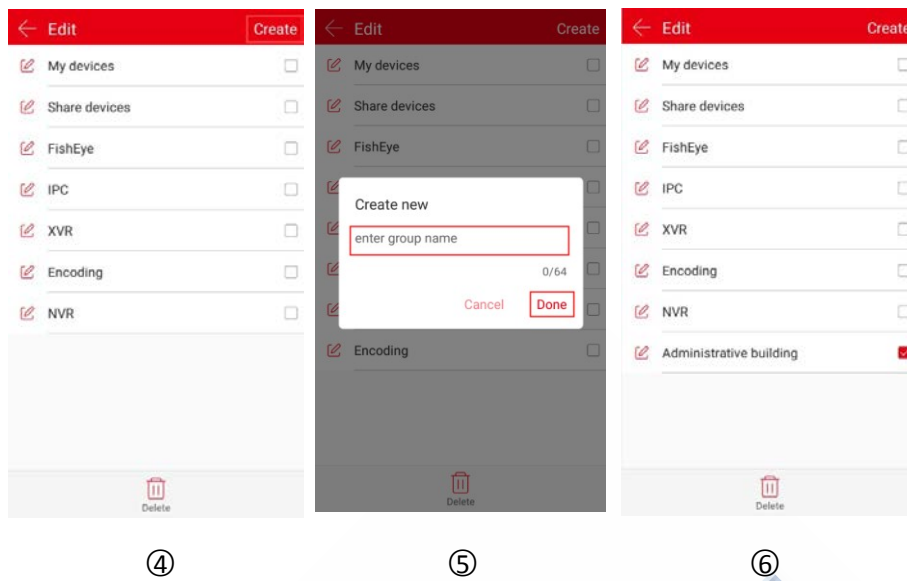 Edit Create
My devices
Share devices
FishEye
IPC
XVR
Encoding
NVR
Delete
④
Edit Create
My devices
Share devices
FishEye
Create new
enter group name
0/64
Cancel Done
Encoding
Delete
⑤
Edit Create
My devices
Share devices
FishEye
IPC
XVR
Encoding
NVR
Administrative building
Delete
⑥